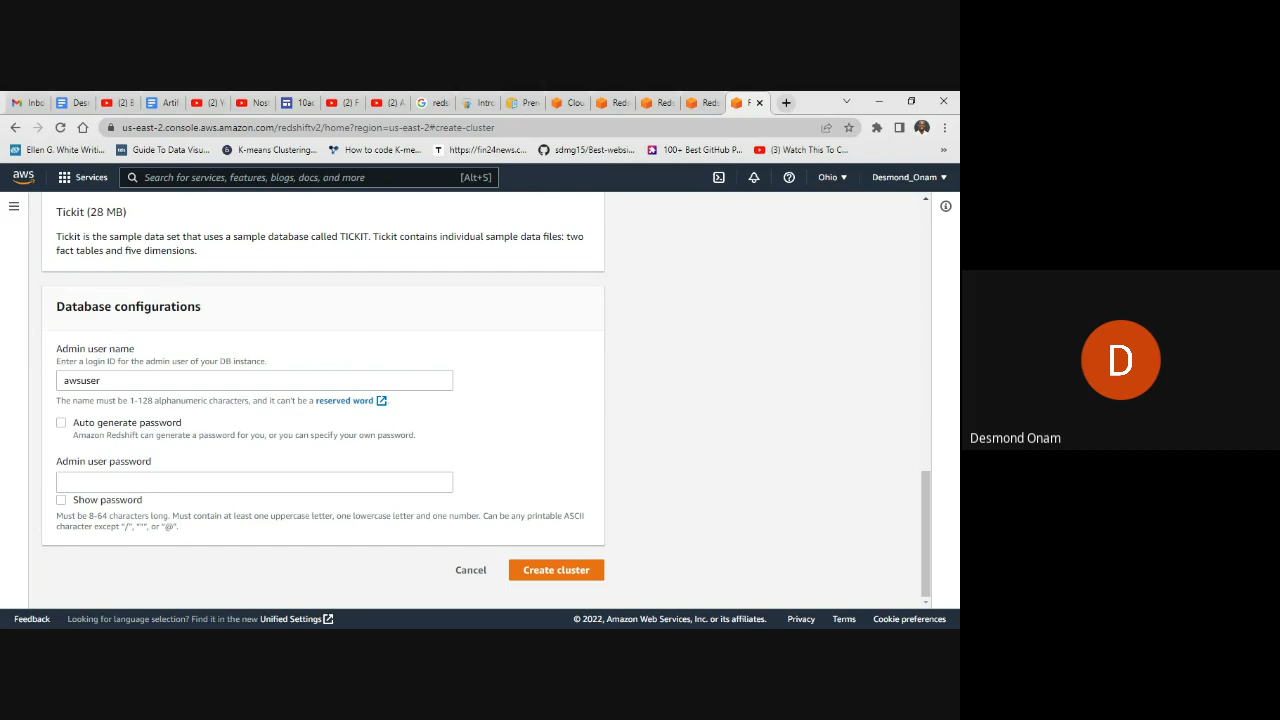 Inbo
Des
(2) E
Artif
(2) Y
Nos
10ac
(2) F
(2) A
reds
Intro
Prer
Clou
Reds
Reds
Reds
us-east-2.console.aws.amazon.com/redshiftv2/home?region=us-east-2#create-cluster
Ellen G. White Writi...
Guide To Data Visu...
K-means Clustering...
How to code K-me...
https://fin24news.c...
sdmg15/Best-websi...
100+ Best GitHub P...
(3) Watch This To C...
»
aws
Services
Search for services, features, blogs, docs, and more
[Alt+S]
Ohio
Desmond_Onam
Tickit (28 MB)
Tickit is the sample data set that uses a sample database called TICKIT. Tickit contains individual sample data files: two
fact tables and five dimensions.
Database configurations
Admin user name
Enter a login ID for the admin user of your DB instance.
awsuser
The name must be 1-128 alphanumeric characters, and it can't be a reserved word
Auto generate password
Amazon Redshift can generate a password for you, or you can specify your own password.
Admin user password
Show password
Must be 8-64 characters long. Must contain at least one uppercase letter, one lowercase letter and one number. Can be any printable ASCII
character except "/", """, or "@".
Cancel
Create cluster
D
Desmond Onam
Feedback
Looking for language selection? Find it in the new Unified Settings
© 2022, Amazon Web Services, Inc. or its affiliates.
Privacy
Terms
Cookie preferences